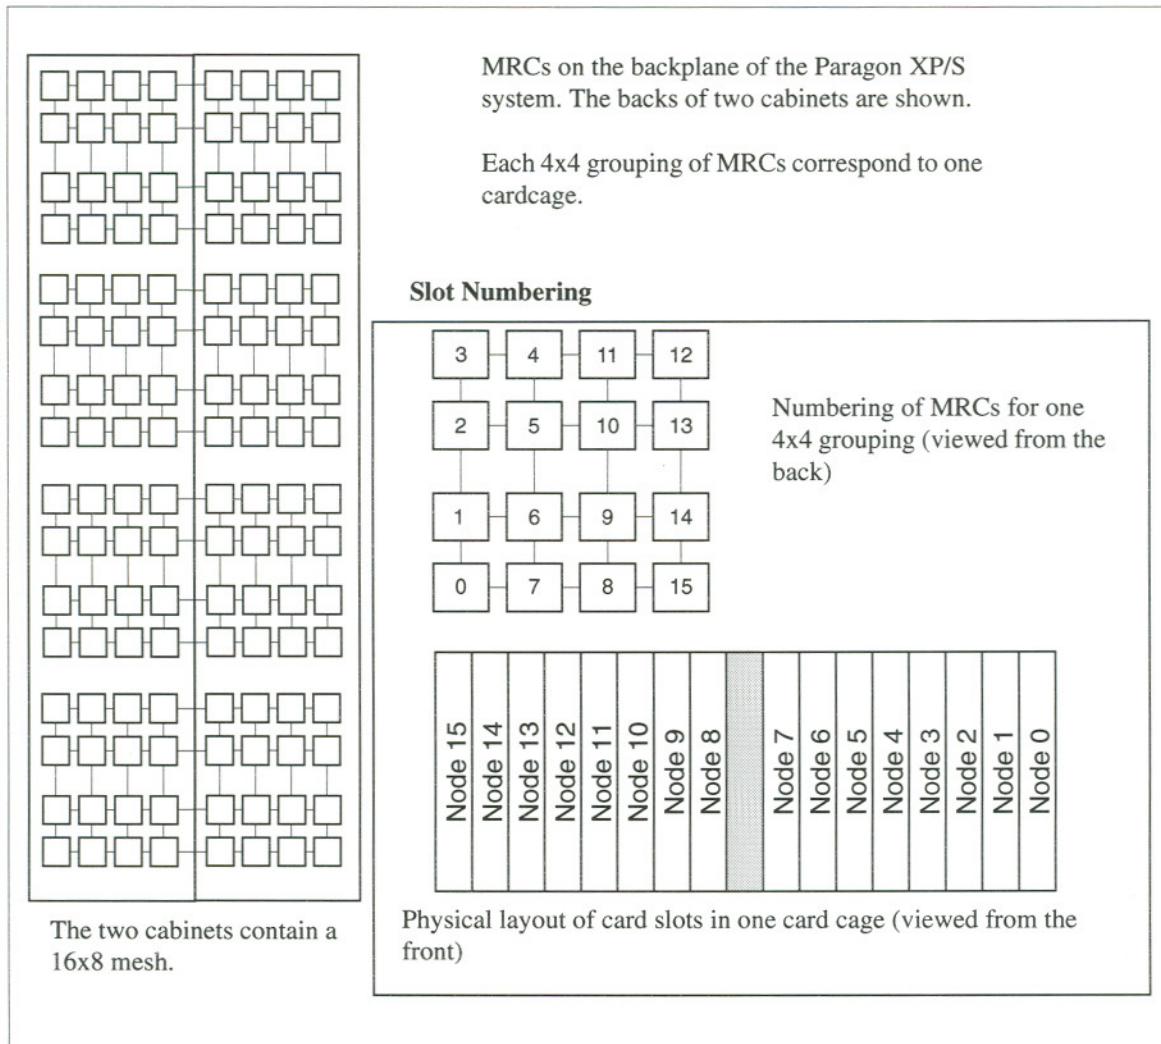 MRCs on the backplane of the Paragon XP/S
system. The backs of two cabinets are shown.
Each 4x4 grouping of MRCs correspond to one
cardcage.
Slot Numbering
3 4 11 12
2 5 10 13
1 6 9 14
0 7 8 15
Numbering of MRCs for one
4x4 grouping (viewed from the
back)
Node 15
Node 14
Node 13
Node 12
Node 11
Node 10
Node 9
Node 8
Node 7
Node 6
Node 5
Node 4
Node 3
Node 2
Node 1
Node 0
Physical layout of card slots in one card cage (viewed from the
front)
The two cabinets contain a
16x8 mesh.